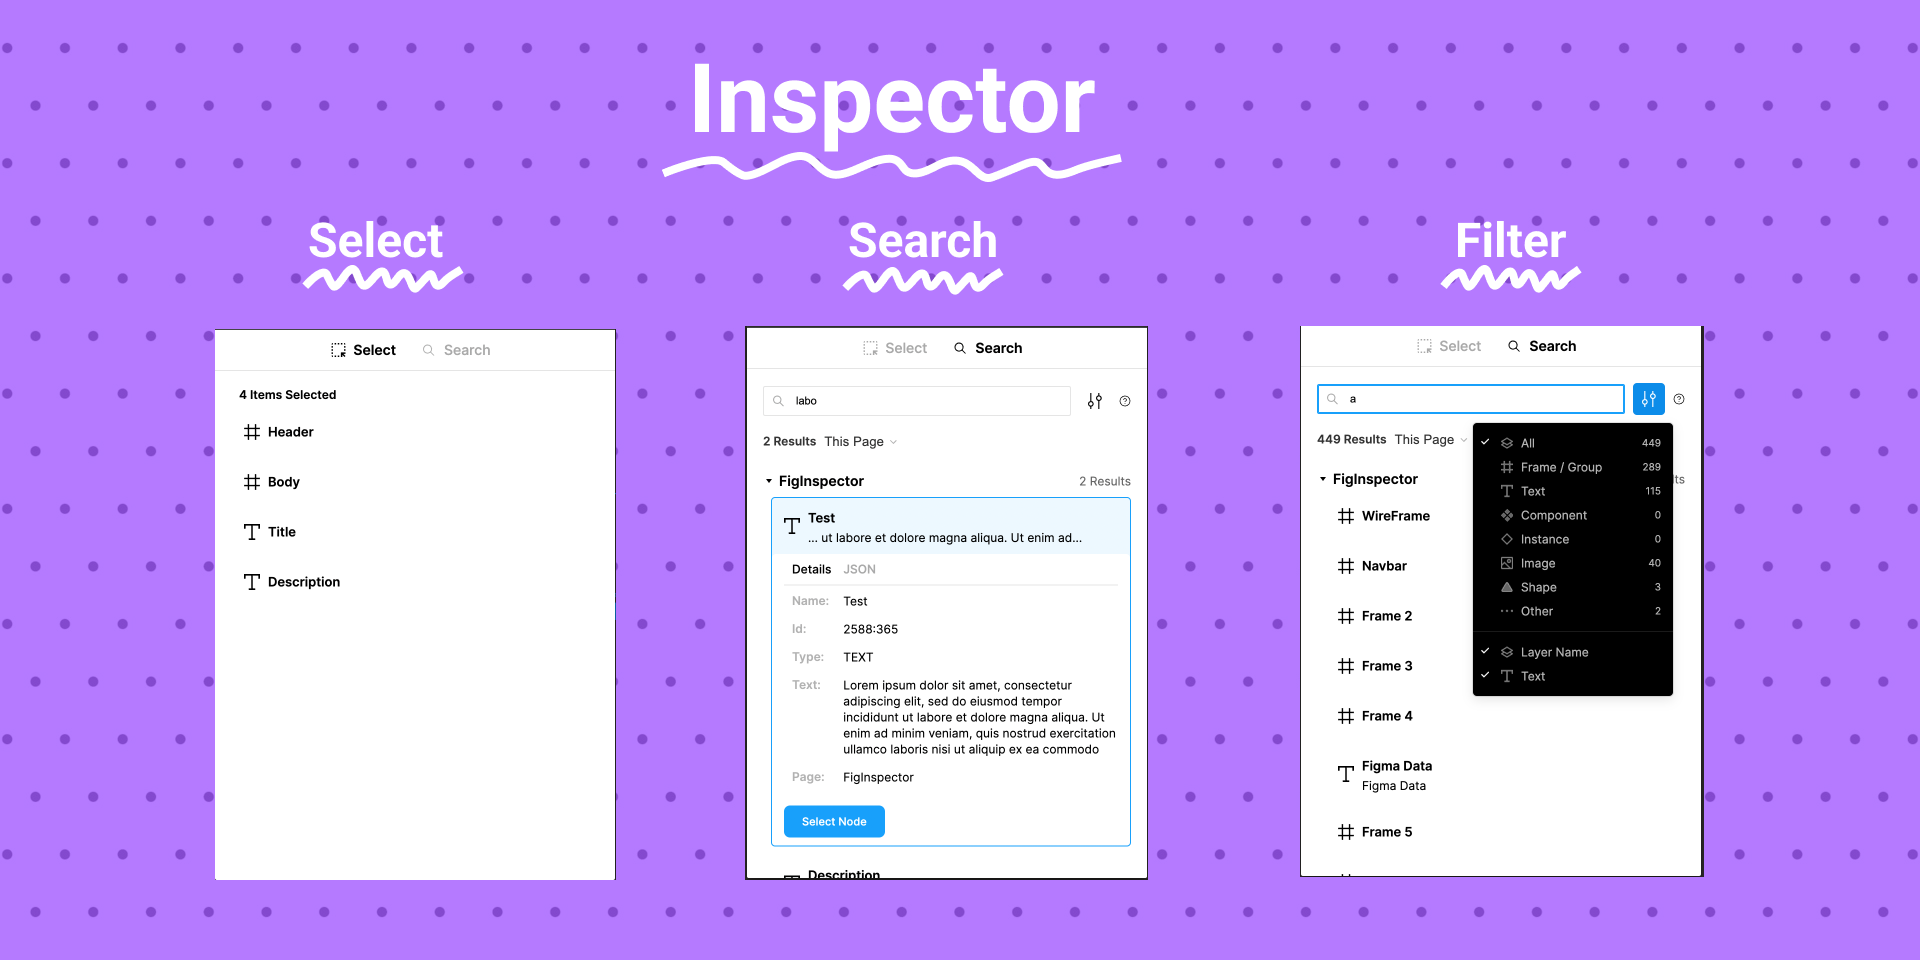 Inspector
Select
Search
Filter
Select
Search
4 Items Selected
Header
Body
Title
Description
Select
Search
labo
2 Results This Page
FigInspector
2 Results
Test
... ut labore et dolore magna aliqua. Ut enim ad...
Details
JSON
Name: Test
Id: 2588:365
Type: TEXT
Text: Lorem ipsum dolor sit amet, consectetur
adipiscing elit, sed do eiusmod tempor
incididunt ut labore et dolore magna aliqua. Ut
enim ad minim veniam, quis nostrud exercitation
ullamco laboris nisi ut aliquip ex ea commodo
Page: FigInspector
Select Node
Description
Select
Search
a
449 Results This Page
FigInspector
WireFrame
Navbar
Frame 2
Frame 3
Frame 4
Figma Data
Figma Data
Frame 5
All 449
Frame / Group 289
Text 115
Component 0
Instance 0
Image 40
Shape 3
Other 2
Layer Name
Text